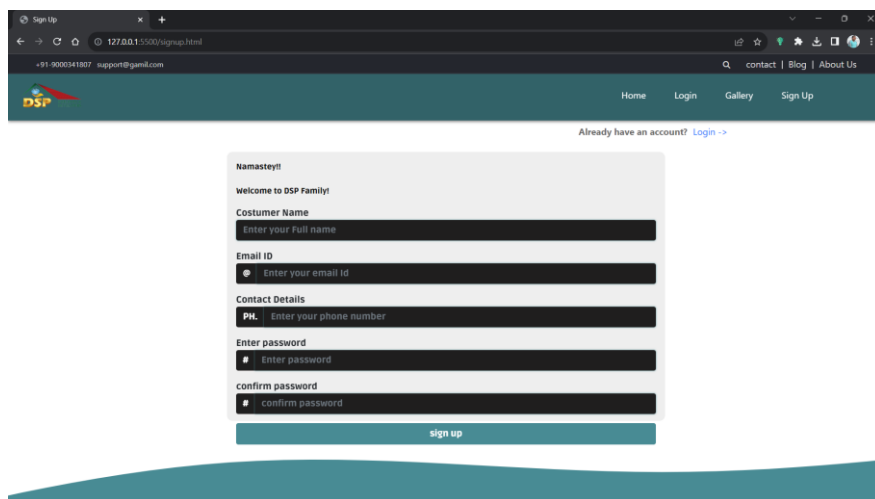 Sign Up
127.0.0.1:5500/signup.html
+91-9000341807 support@gamil.com
contact | Blog | About Us
DSP
Home Login Gallery Sign Up
Already have an account? Login ->
Namastey!!
Welcome to DSP Family!
Costumer Name
Enter your Full name
Email ID
@ Enter your email Id
Contact Details
PH. Enter your phone number
Enter password
# Enter password
confirm password
# confirm password
sign up